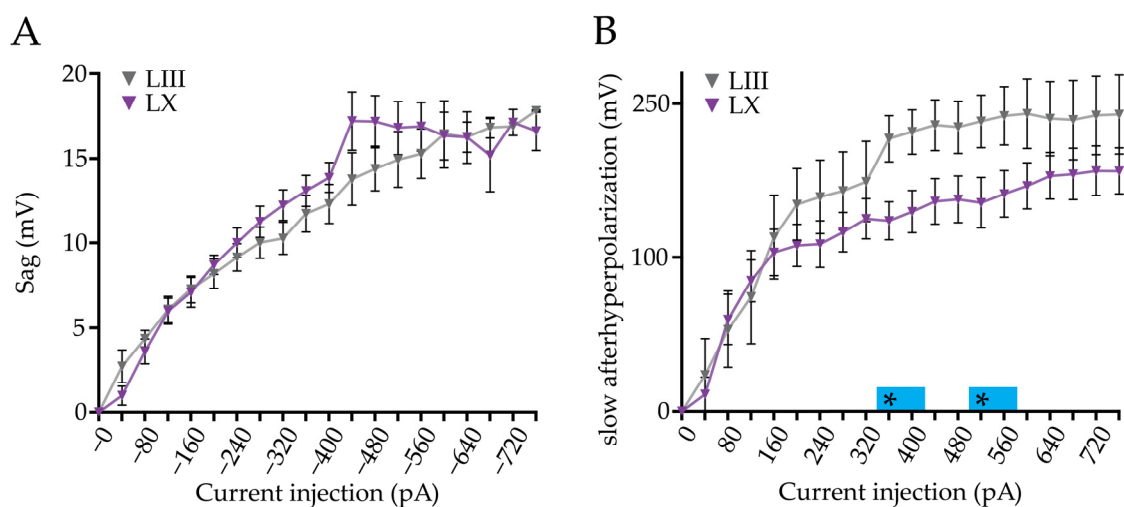 A
20
15
10
5
0
Sag (mV)
LIII
LX
–0
–80
–160
–240
–320
–400
–480
–560
–640
–720
Current injection (pA)
B
250
100
0
slow afterhyperpolarization (mV)
LIII
LX
* *
0
80
160
240
320
400
480
560
640
720
Current injection (pA)